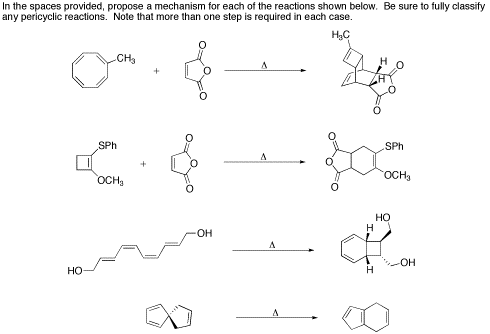 In the spaces provided, propose a mechanism for each of the reactions shown below. Be sure to fully classify
any pericyclic reactions. Note that more than one step is required in each case.
CH3
+
O
O
O
Δ
H3C
H
H
O
O
O
SPh
OCH3
+
O
O
O
Δ
O
O
O
SPh
OCH3
HO
OH
Δ
HO
H
H
OH
Δ